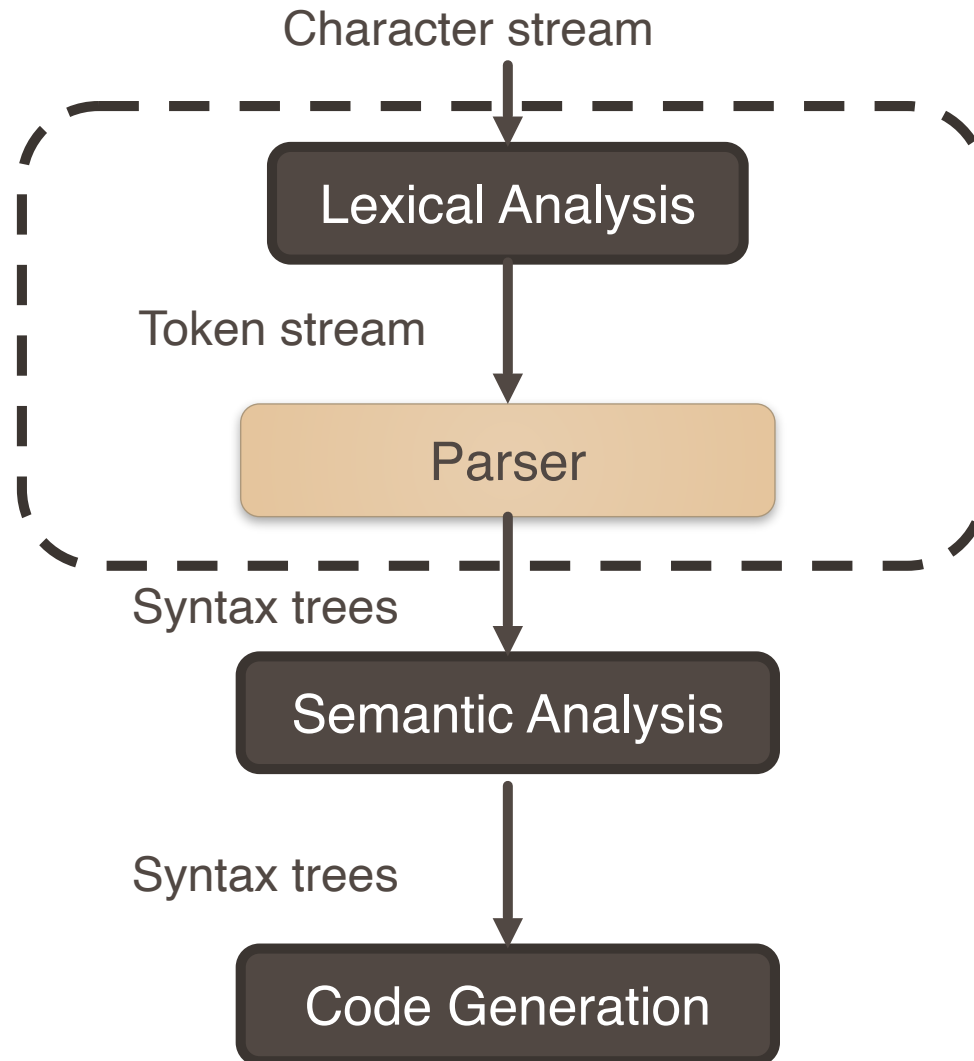 Character stream
Lexical Analysis
Token stream
Parser
Syntax trees
Semantic Analysis
Syntax trees
Code Generation